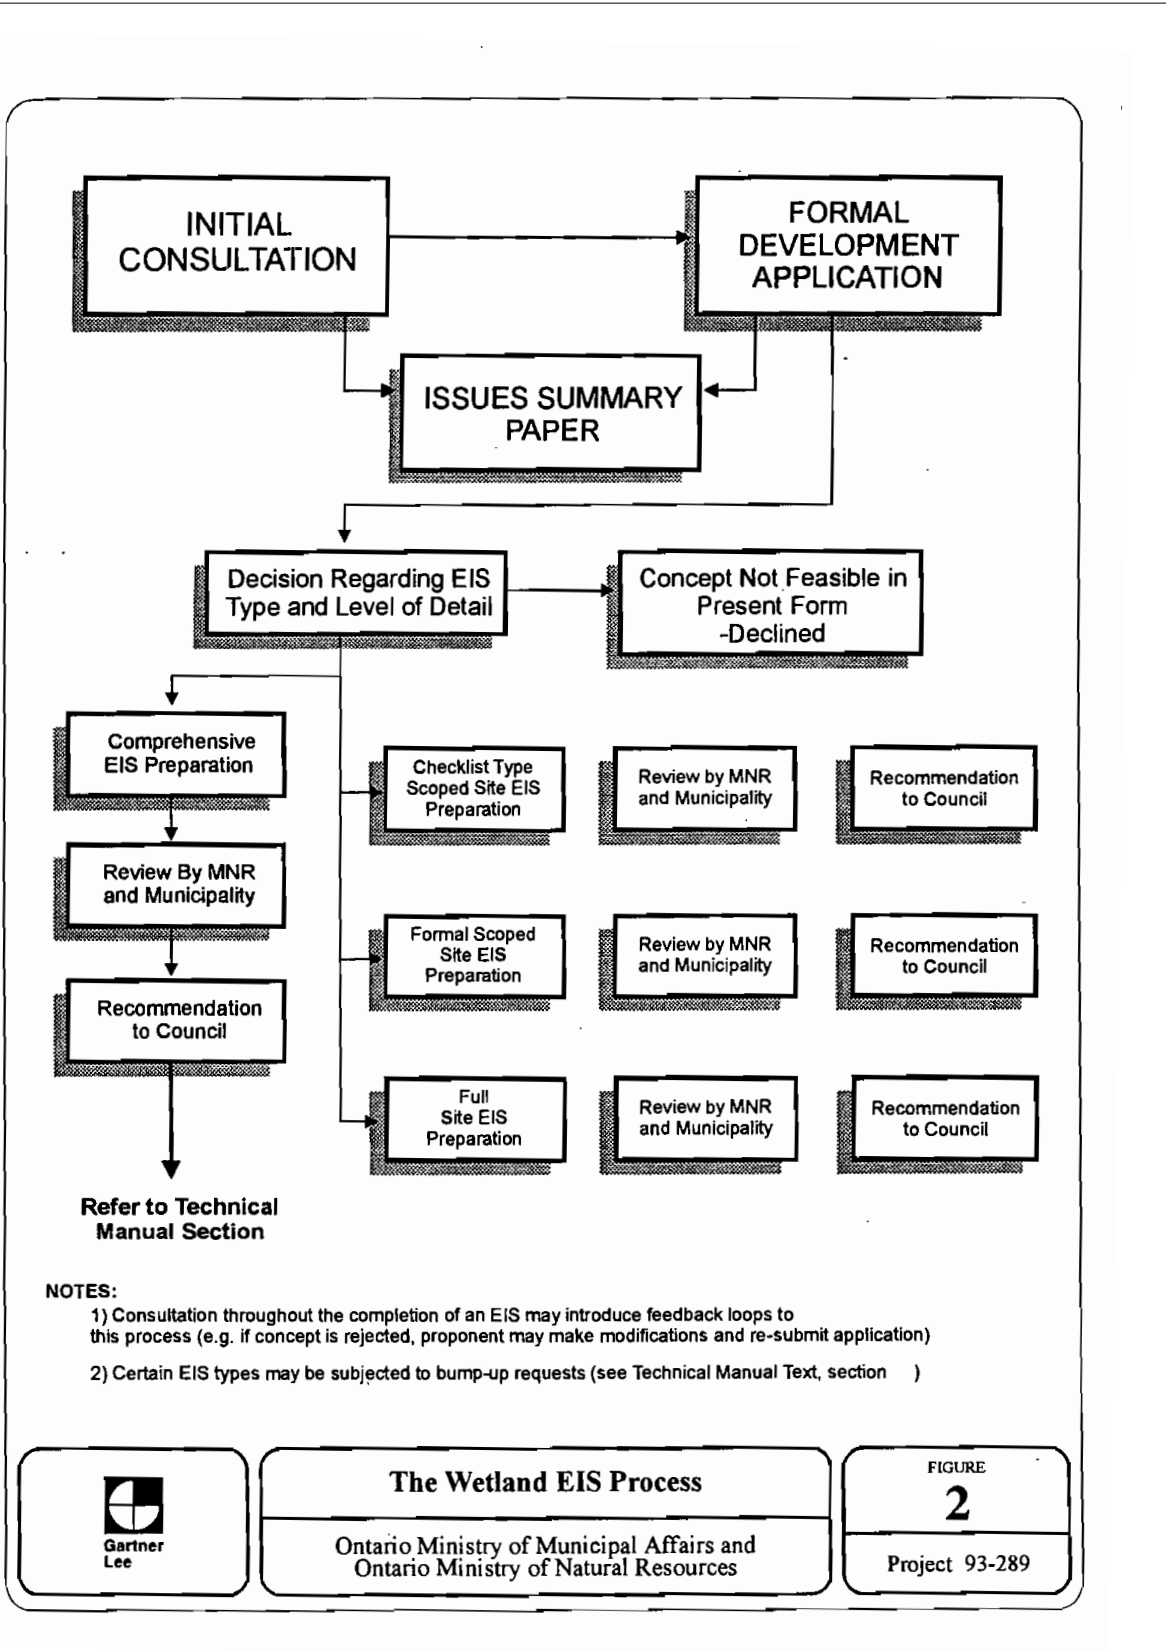 INITIAL
CONSULTATION
FORMAL
DEVELOPMENT
APPLICATION
ISSUES SUMMARY
PAPER
Decision Regarding EIS
Type and Level of Detail
Concept Not Feasible in
Present Form
-Declined
Comprehensive
EIS Preparation
Review By MNR
and Municipality
Recommendation
to Council
Refer to Technical
Manual Section
Checklist Type
Scoped Site EIS
Preparation
Review by MNR
and Municipality
Recommendation
to Council
Formal Scoped
Site EIS
Preparation
Review by MNR
and Municipality
Recommendation
to Council
Full
Site EIS
Preparation
Review by MNR
and Municipality
Recommendation
to Council
NOTES:
1) Consultation throughout the completion of an EIS may introduce feedback loops to
this process (e.g. if concept is rejected, proponent may make modifications and re-submit application)
2) Certain EIS types may be subjected to bump-up requests (see Technical Manual Text, section )
Gartner
Lee
The Wetland EIS Process
Ontario Ministry of Municipal Affairs and
Ontario Ministry of Natural Resources
FIGURE
2
Project 93-289